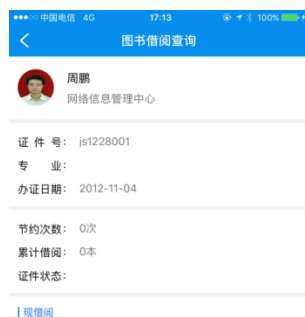 中国电信 4G 17:13 100%
图书借阅查询
周鹏
网络信息管理中心
证 件 号: js1228001
专 业:
办证日期: 2012-11-04
节约次数: 0次
累计借阅: 0本
证件状态:
现借阅